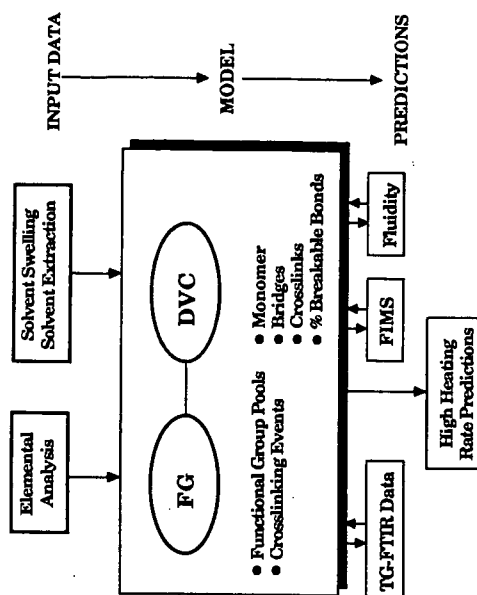 INPUT DATA
MODEL
PREDICTIONS
Elemental
Analysis
Solvent Swelling
Solvent Extraction
FG
DVC
● Functional Group Pools
● Crosslinking Events
● Monomer
● Bridges
● Crosslinks
● % Breakable Bonds
TG-FTIR Data
FIMS
Fluidity
High Heating
Rate Predictions